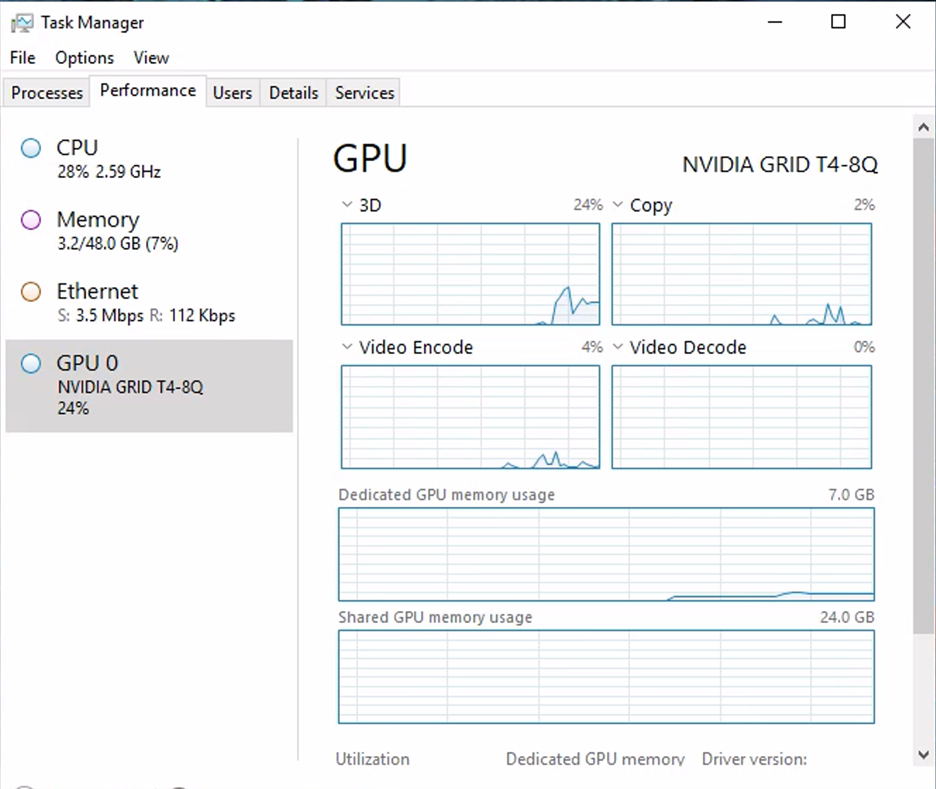 Task Manager
File Options View
Processes Performance Users Details Services
CPU
28% 2.59 GHz
Memory
3.2/48.0 GB (7%)
Ethernet
S: 3.5 Mbps R: 112 Kbps
GPU 0
NVIDIA GRID T4-8Q
24%
GPU NVIDIA GRID T4-8Q
3D 24% Copy 2%
Video Encode 4% Video Decode 0%
Dedicated GPU memory usage 7.0 GB
Shared GPU memory usage 24.0 GB
Utilization Dedicated GPU memory Driver version: